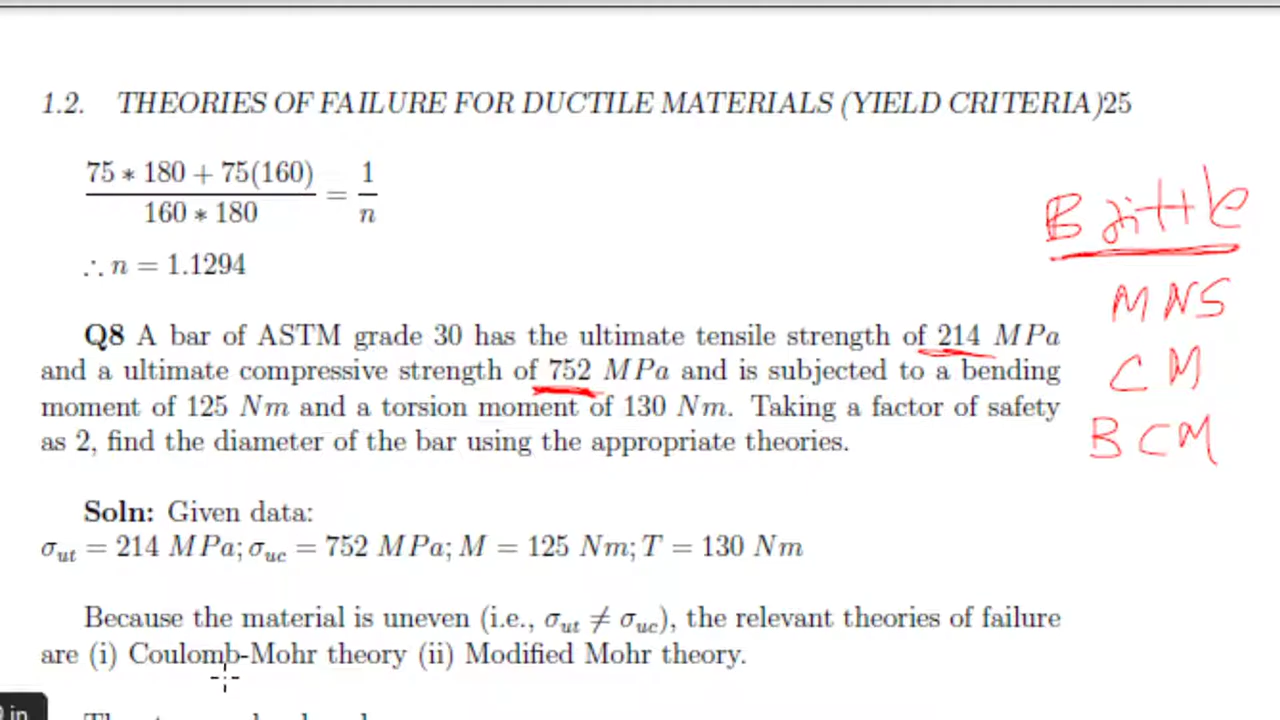 1.2. THEORIES OF FAILURE FOR DUCTILE MATERIALS (YIELD CRITERIA)25
75 ∗ 180 + 75(160)
160 ∗ 180
=
1
n
∴ n = 1.1294
Brittle
MNS
CM
BCM
Q8 A bar of ASTM grade 30 has the ultimate tensile strength of 214 MPa
and a ultimate compressive strength of 752 MPa and is subjected to a bending
moment of 125 Nm and a torsion moment of 130 Nm. Taking a factor of safety
as 2, find the diameter of the bar using the appropriate theories.
Soln: Given data:
σut = 214 MPa; σuc = 752 MPa; M = 125 Nm; T = 130 Nm
Because the material is uneven (i.e., σut ≠ σuc), the relevant theories of failure
are (i) Coulomb-Mohr theory (ii) Modified Mohr theory.
in